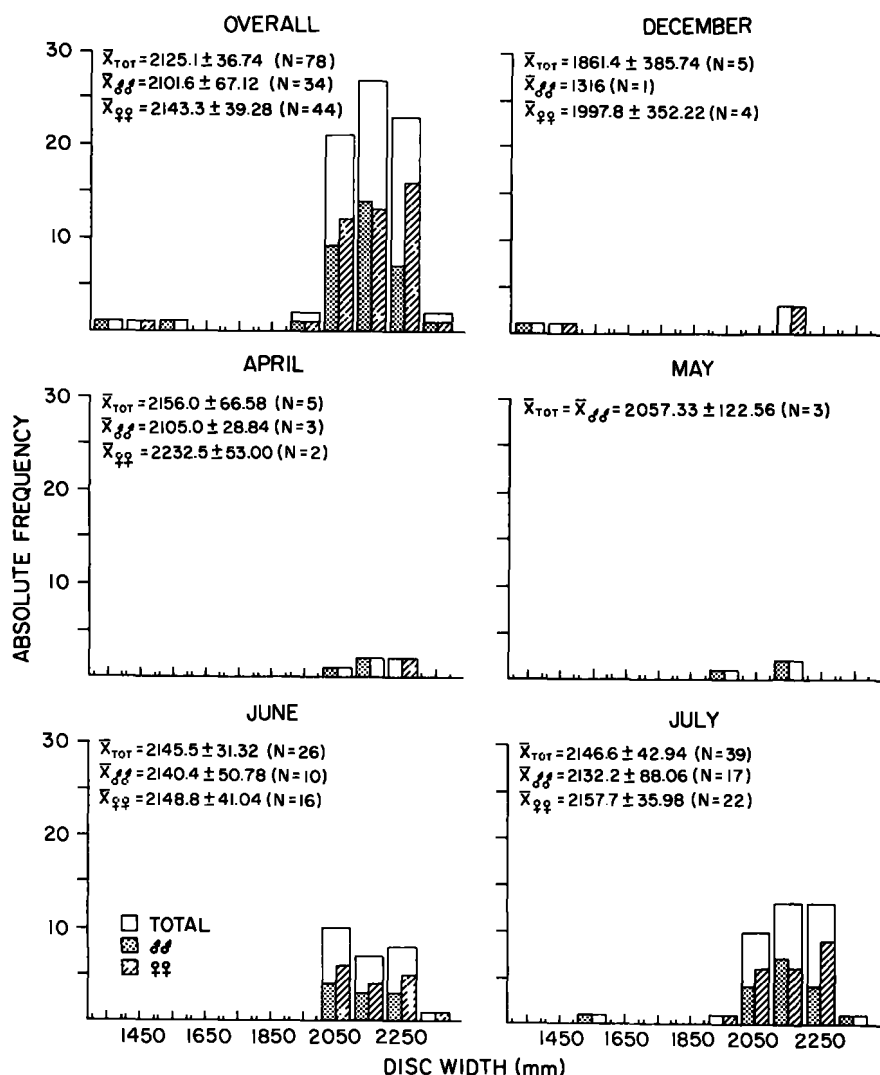 OVERALL
X̄TOT = 2125.1 ± 36.74 (N=78)
X̄♂♂ = 2101.6 ± 67.12 (N=34)
X̄♀♀ = 2143.3 ± 39.28 (N=44)
30
20
10
DECEMBER
X̄TOT = 1861.4 ± 385.74 (N=5)
X̄♂♂ = 1316 (N=1)
X̄♀♀ = 1997.8 ± 352.22 (N=4)
APRIL
X̄TOT = 2156.0 ± 66.58 (N=5)
X̄♂♂ = 2105.0 ± 28.84 (N=3)
X̄♀♀ = 2232.5 ± 53.00 (N=2)
30
20
10
MAY
X̄TOT = X̄♂♂ = 2057.33 ± 122.56 (N=3)
ABSOLUTE FREQUENCY
JUNE
X̄TOT = 2145.5 ± 31.32 (N=26)
X̄♂♂ = 2140.4 ± 50.78 (N=10)
X̄♀♀ = 2148.8 ± 41.04 (N=16)
30
20
10
TOTAL
♂♂
♀♀
1450 1650 1850 2050 2250
JULY
X̄TOT = 2146.6 ± 42.94 (N=39)
X̄♂♂ = 2132.2 ± 88.06 (N=17)
X̄♀♀ = 2157.7 ± 35.98 (N=22)
1450 1650 1850 2050 2250
DISC WIDTH (mm)